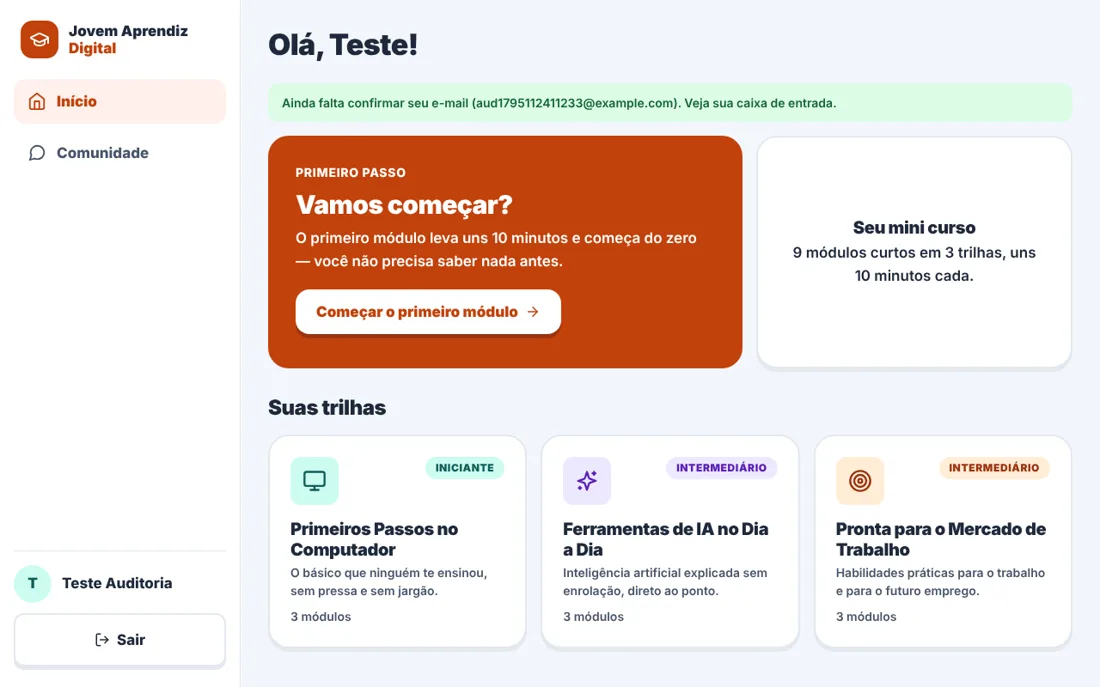 Jovem Aprendiz
Digital
Início
Comunidade
Teste Auditoria
Sair
Olá, Teste!
Ainda falta confirmar seu e-mail (aud1795112411233@example.com). Veja sua caixa de entrada.
PRIMEIRO PASSO
Vamos começar?
O primeiro módulo leva uns 10 minutos e começa do zero
— você não precisa saber nada antes.
Começar o primeiro módulo
Seu mini curso
9 módulos curtos em 3 trilhas, uns
10 minutos cada.
Suas trilhas
INICIANTE
Primeiros Passos no
Computador
O básico que ninguém te ensinou,
sem pressa e sem jargão.
3 módulos
INTERMEDIÁRIO
Ferramentas de IA no Dia
a Dia
Inteligência artificial explicada sem
enrolação, direto ao ponto.
3 módulos
INTERMEDIÁRIO
Pronta para o Mercado de
Trabalho
Habilidades práticas para o trabalho
e para o futuro emprego.
3 módulos
T